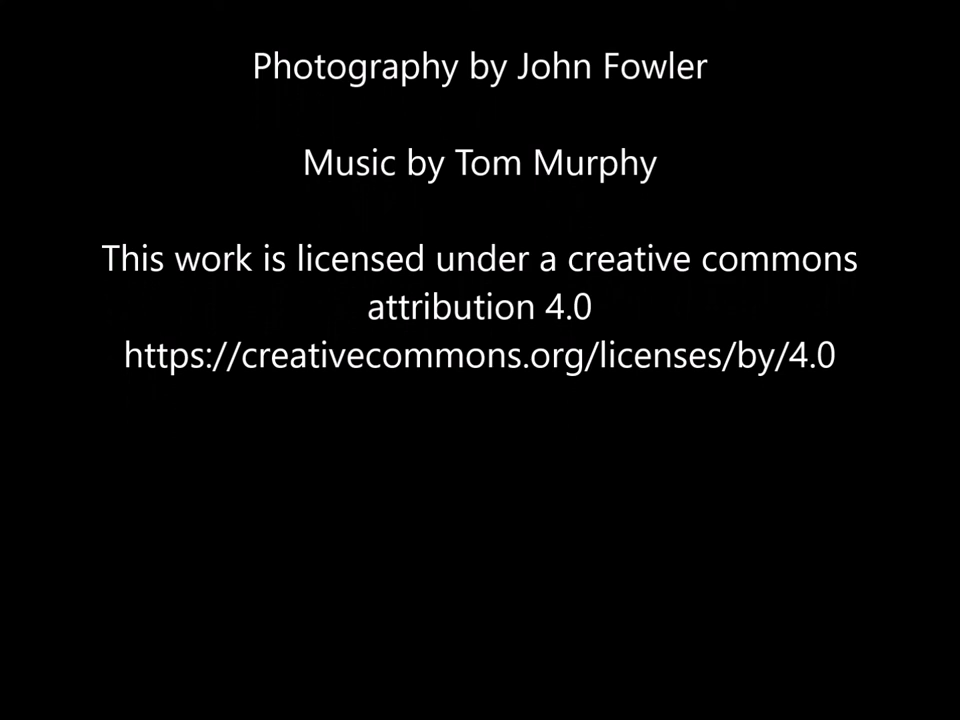 Photography by John Fowler
Music by Tom Murphy
This work is licensed under a creative commons
attribution 4.0
https://creativecommons.org/licenses/by/4.0